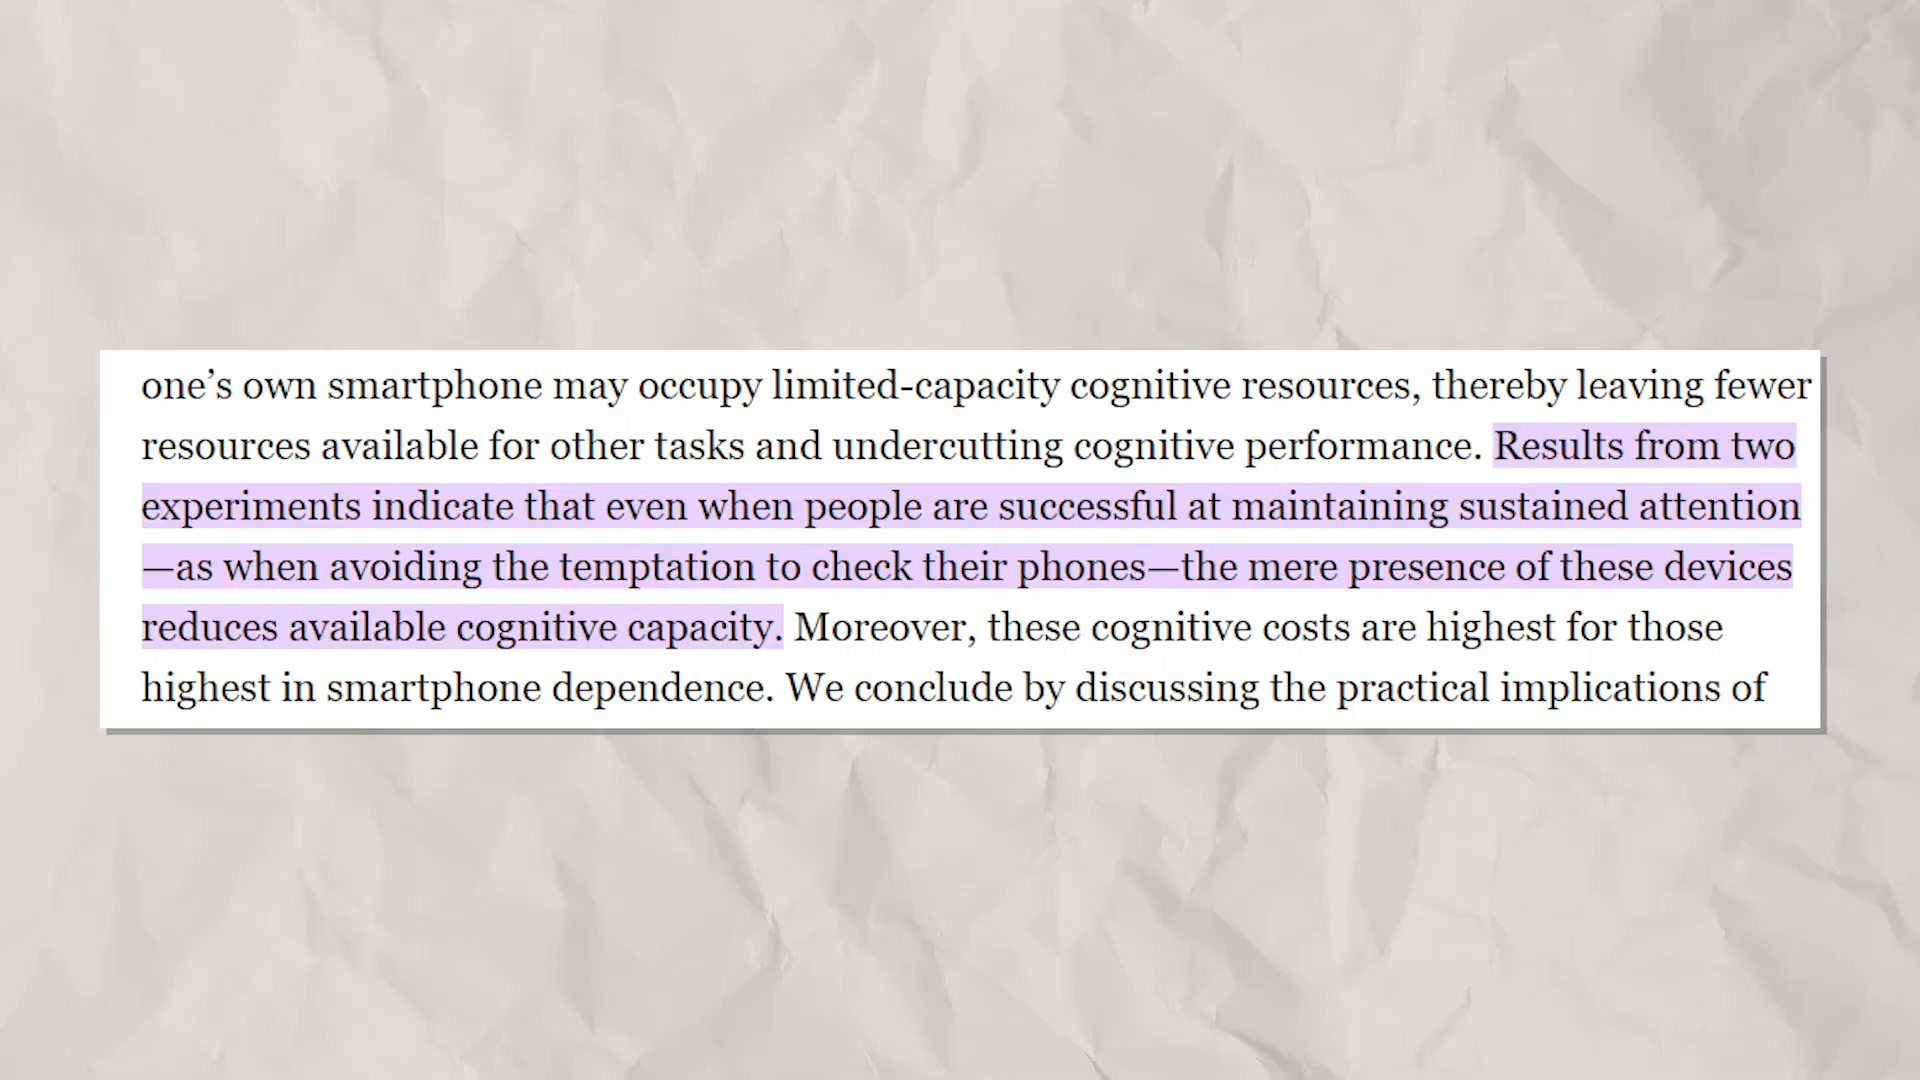 one’s own smartphone may occupy limited-capacity cognitive resources, thereby leaving fewer
resources available for other tasks and undercutting cognitive performance. Results from two
experiments indicate that even when people are successful at maintaining sustained attention
—as when avoiding the temptation to check their phones—the mere presence of these devices
reduces available cognitive capacity. Moreover, these cognitive costs are highest for those
highest in smartphone dependence. We conclude by discussing the practical implications of